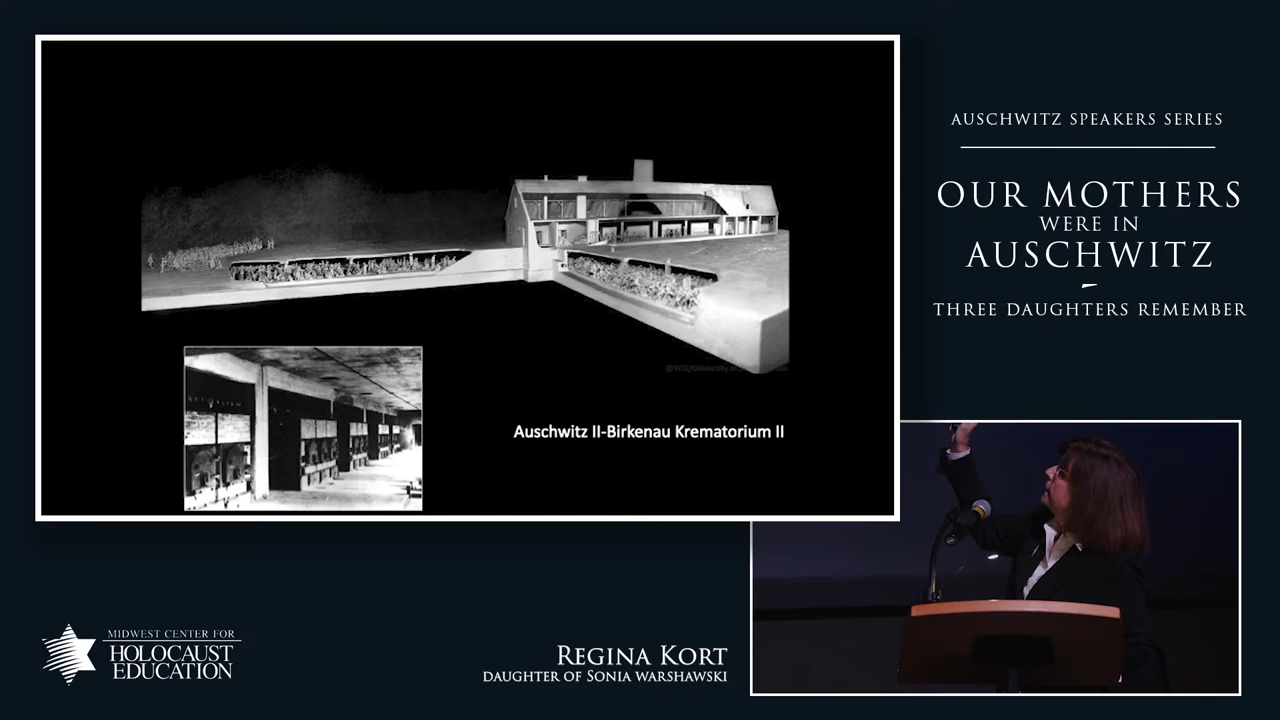 AUSCHWITZ SPEAKERS SERIES
OUR MOTHERS
WERE IN
AUSCHWITZ
-
THREE DAUGHTERS REMEMBER
Auschwitz II-Birkenau Krematorium II
REGINA KORT
DAUGHTER OF SONIA WARSHAWSKI
MIDWEST CENTER FOR
HOLOCAUST
EDUCATION